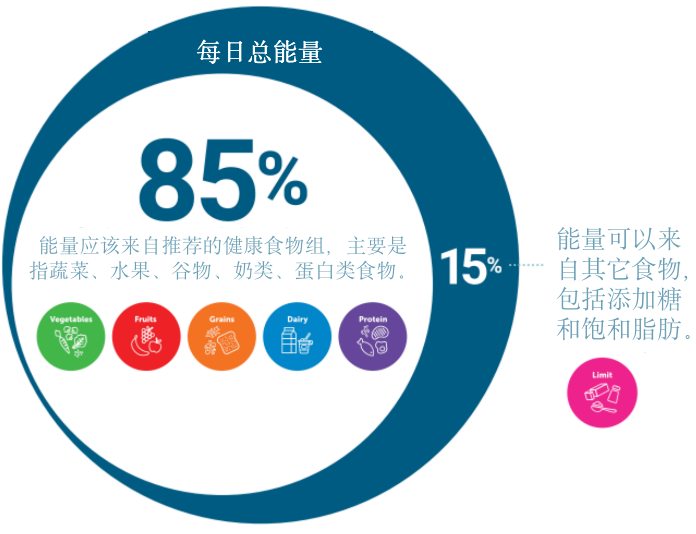 每日总能量
85%
能量应该来自推荐的健康食物组，主要是
指蔬菜、水果、谷物、奶类、蛋白类食物。
Vegetables
Fruits
Grains
Dairy
Protein
15%
能量可以来
自其它食物,
包括添加糖
和饱和脂肪。
Limit